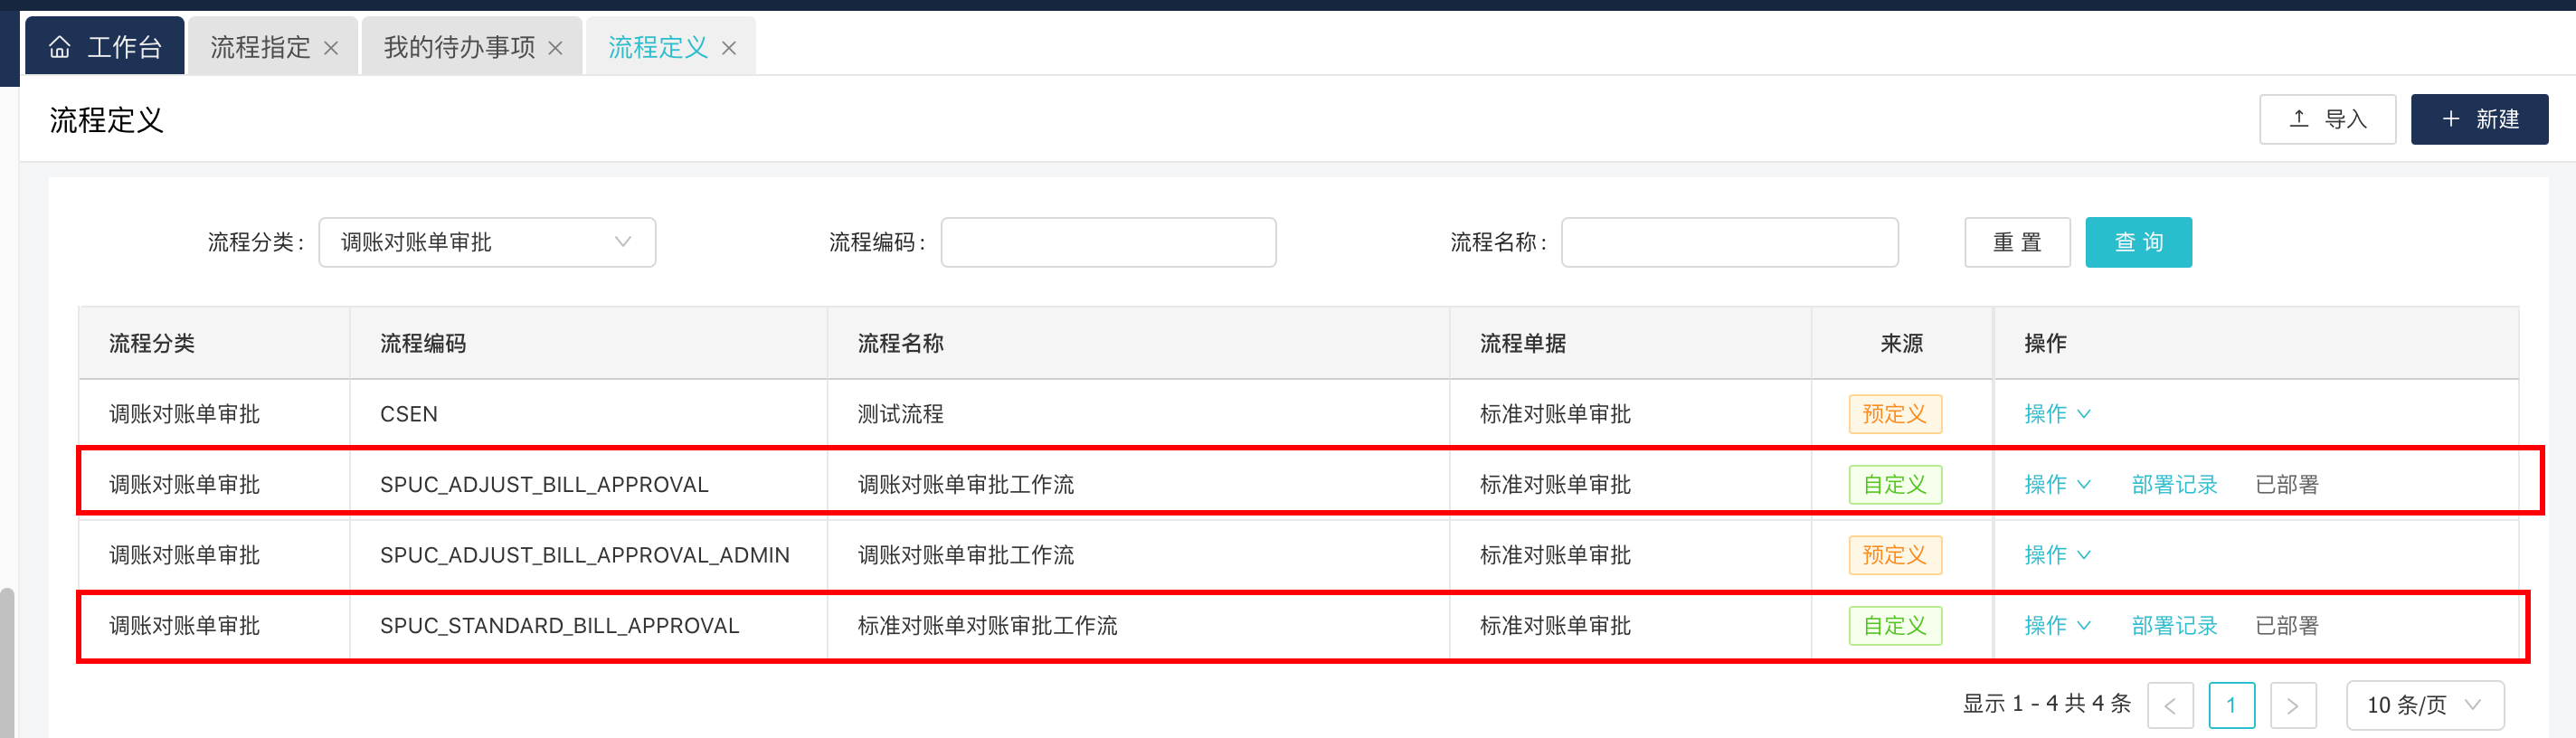 工作台 流程指定 我的待办事项 流程定义
流程定义 导入 新建
流程分类: 调账对账单审批 流程编码: 流程名称: 重 置 查 询
流程分类 流程编码 流程名称 流程单据 来源 操作
调账对账单审批 CSEN 测试流程 标准对账单审批 预定义 操作
调账对账单审批 SPUC_ADJUST_BILL_APPROVAL 调账对账单审批工作流 标准对账单审批 自定义 操作 部署记录 已部署
调账对账单审批 SPUC_ADJUST_BILL_APPROVAL_ADMIN 调账对账单审批工作流 标准对账单审批 预定义 操作
调账对账单审批 SPUC_STANDARD_BILL_APPROVAL 标准对账单对账审批工作流 标准对账单审批 自定义 操作 部署记录 已部署
显示 1 - 4 共 4 条 < 1 > 10 条/页